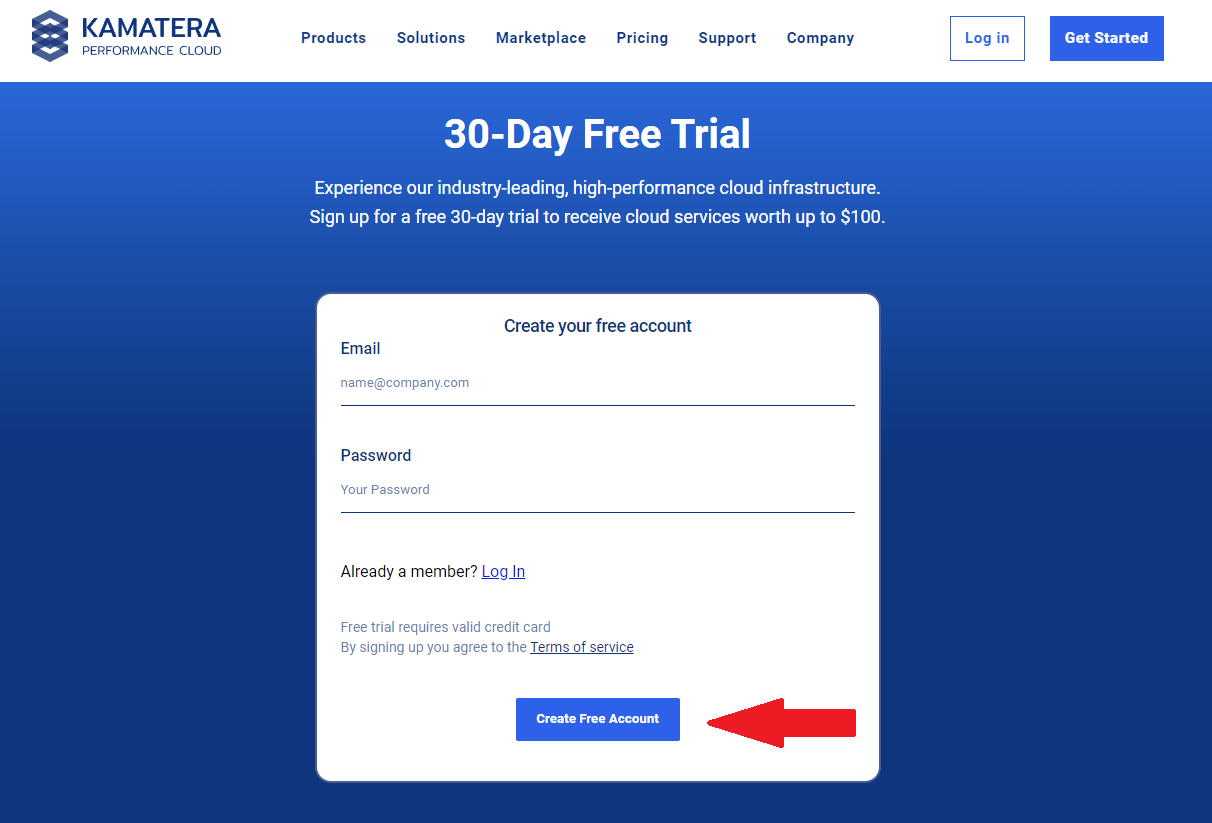 KAMATERA
PERFORMANCE CLOUD
Products Solutions Marketplace Pricing Support Company
Log in
Get Started
30-Day Free Trial
Experience our industry-leading, high-performance cloud infrastructure.
Sign up for a free 30-day trial to receive cloud services worth up to $100.
Create your free account
Email
name@company.com
Password
Your Password
Already a member? Log In
Free trial requires valid credit card
By signing up you agree to the Terms of service
Create Free Account